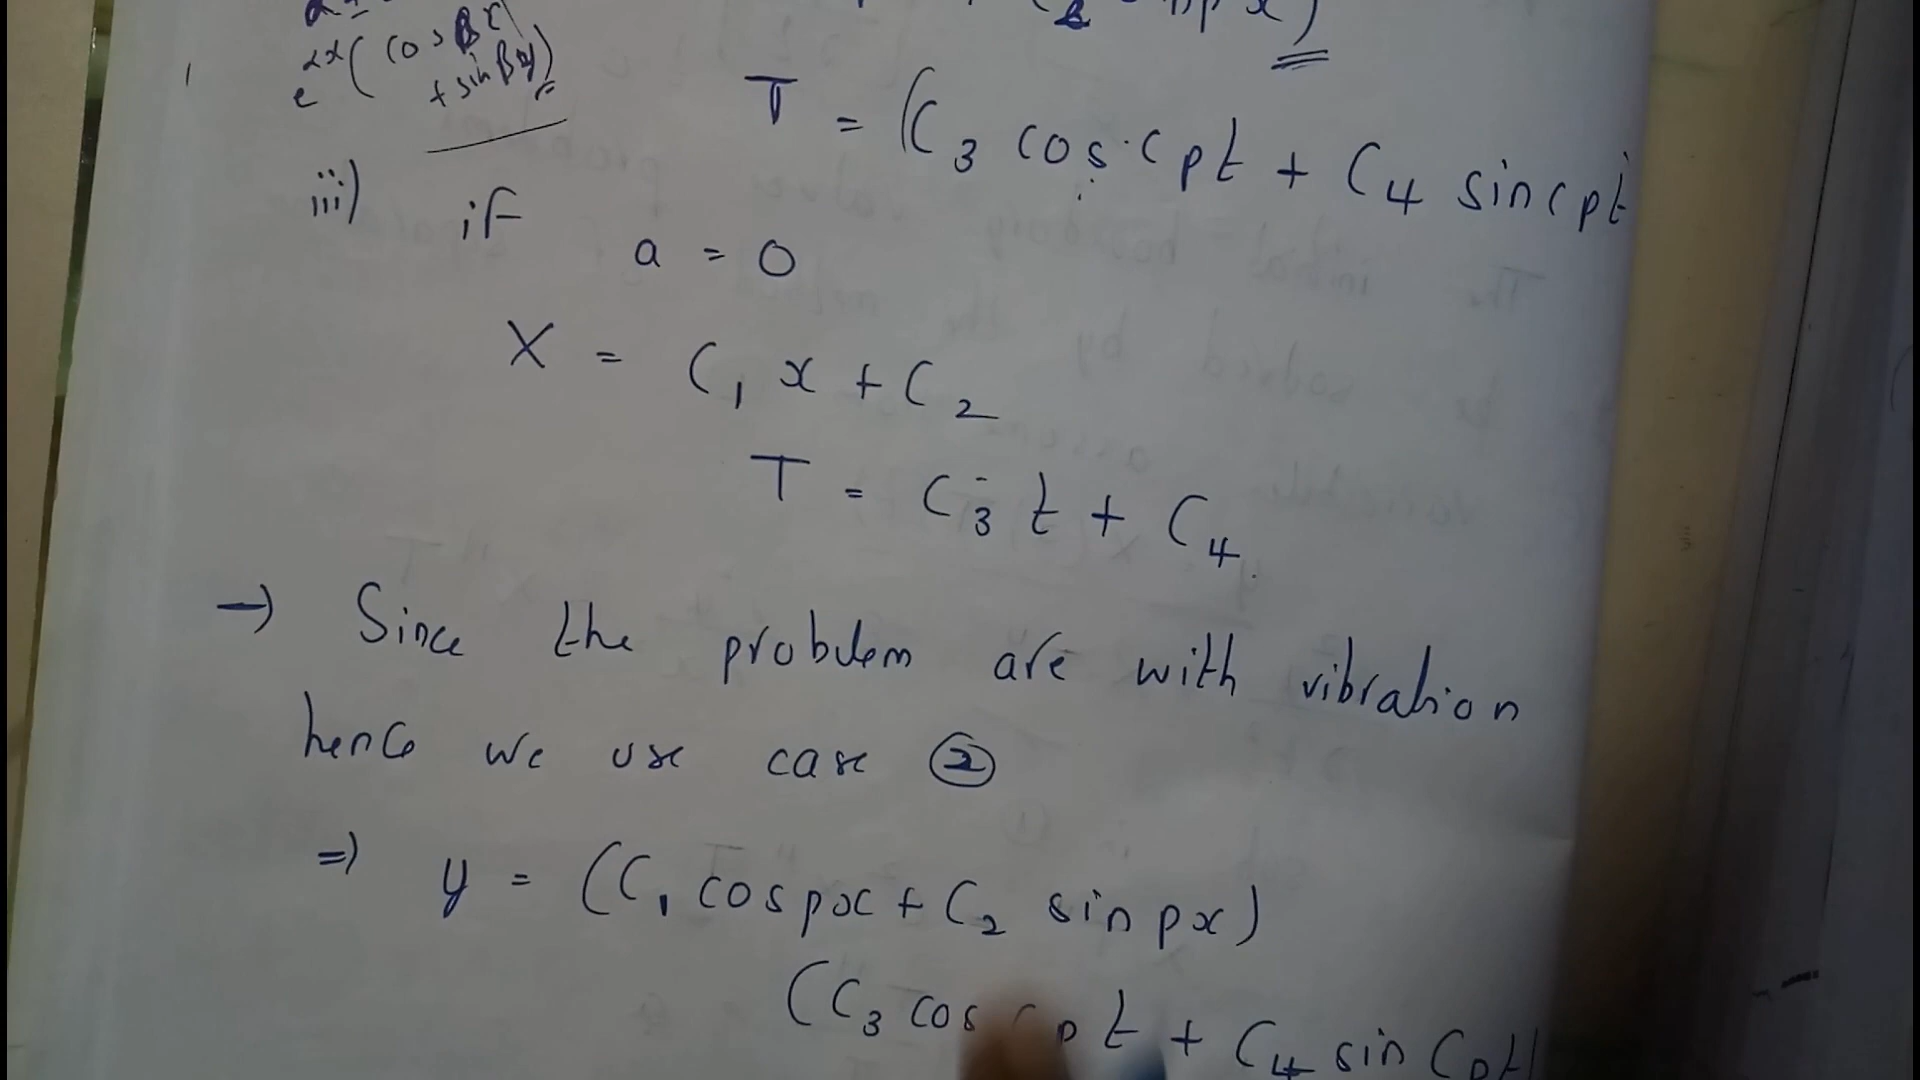 e^αx ( cos βx
+ sin βx)
T = (C₃ cos cpt + C₄ sin cpt
iii) if
a = 0
X = C₁ x + C₂
T = C₃ t + C₄
→ Since the problem are with vibration
hence we use case ②
⇒ y = (C₁ cos px + C₂ sin px)
(C₃ cos cpt + C₄ sin cpt)